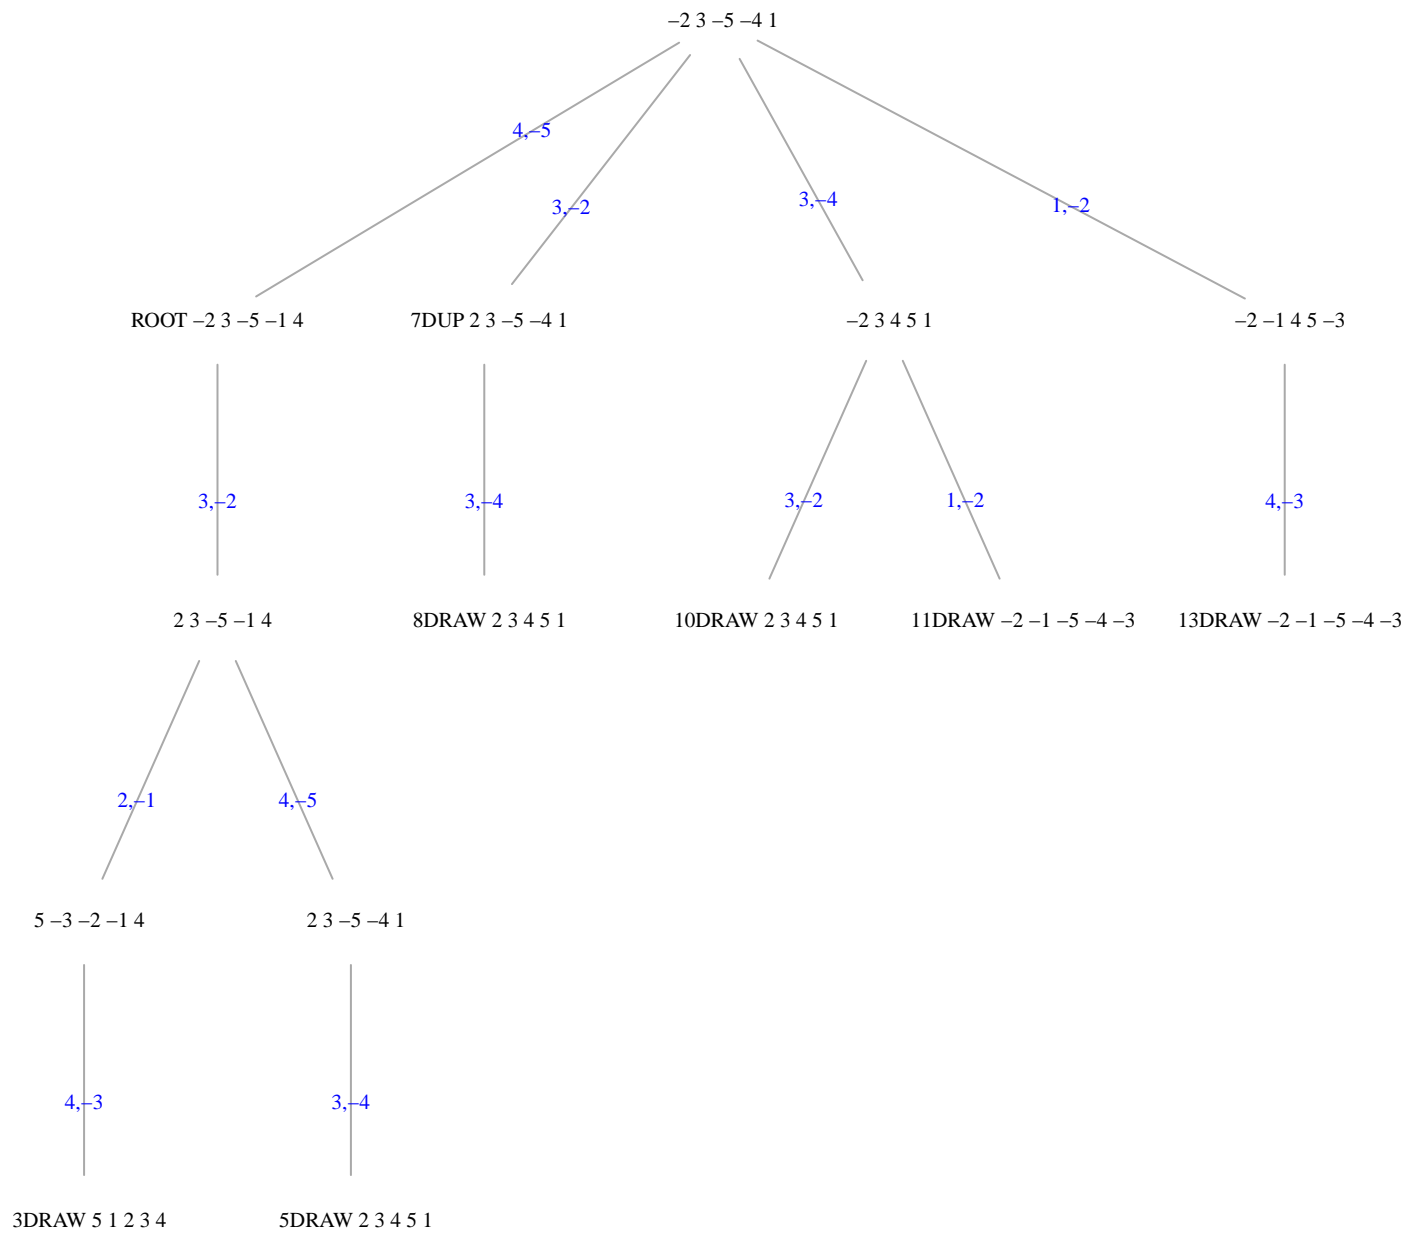 –2 3 –5 –4 1
4,–5
3,–2
3,–4
1,–2
ROOT –2 3 –5 –1 4
7DUP 2 3 –5 –4 1
–2 3 4 5 1
–2 –1 4 5 –3
3,–2
3,–4
3,–2
1,–2
4,–3
2 3 –5 –1 4
8DRAW 2 3 4 5 1
10DRAW 2 3 4 5 1
11DRAW –2 –1 –5 –4 –3
13DRAW –2 –1 –5 –4 –3
2,–1
4,–5
5 –3 –2 –1 4
2 3 –5 –4 1
4,–3
3,–4
3DRAW 5 1 2 3 4
5DRAW 2 3 4 5 1